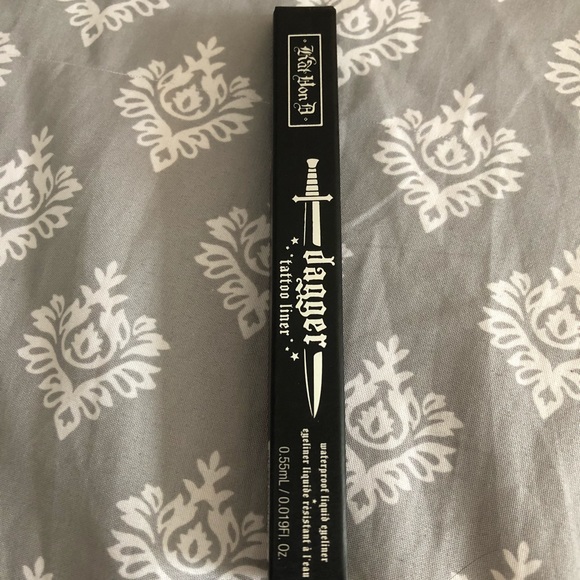 Kat Von D
dagger
tattoo liner
waterproof liquid eyeliner
eyeliner liquide résistant à l'eau
0.55mL / 0.019Fl. Oz.